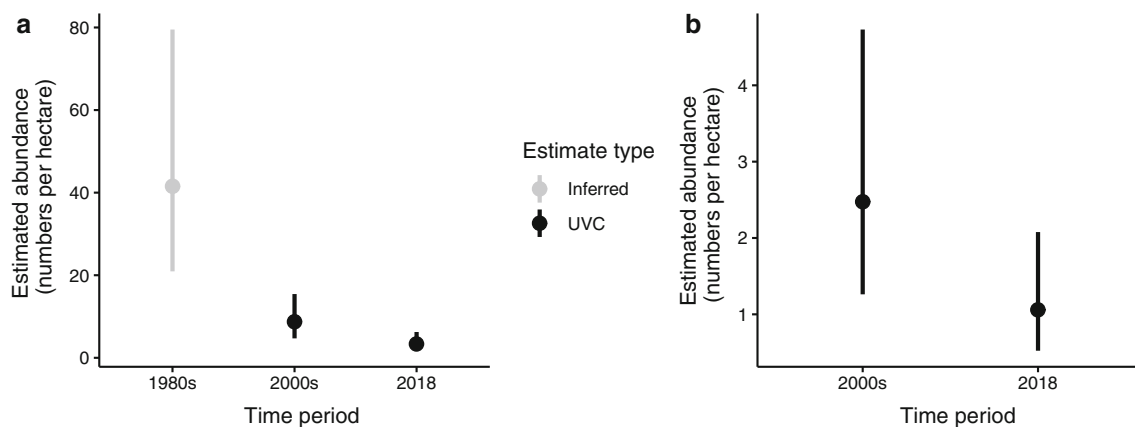 a
Estimated abundance
(numbers per hectare)
80
60
40
20
0
1980s 2000s 2018
Time period
Estimate type
Inferred
UVC
b
Estimated abundance
(numbers per hectare)
4
3
2
1
2000s 2018
Time period